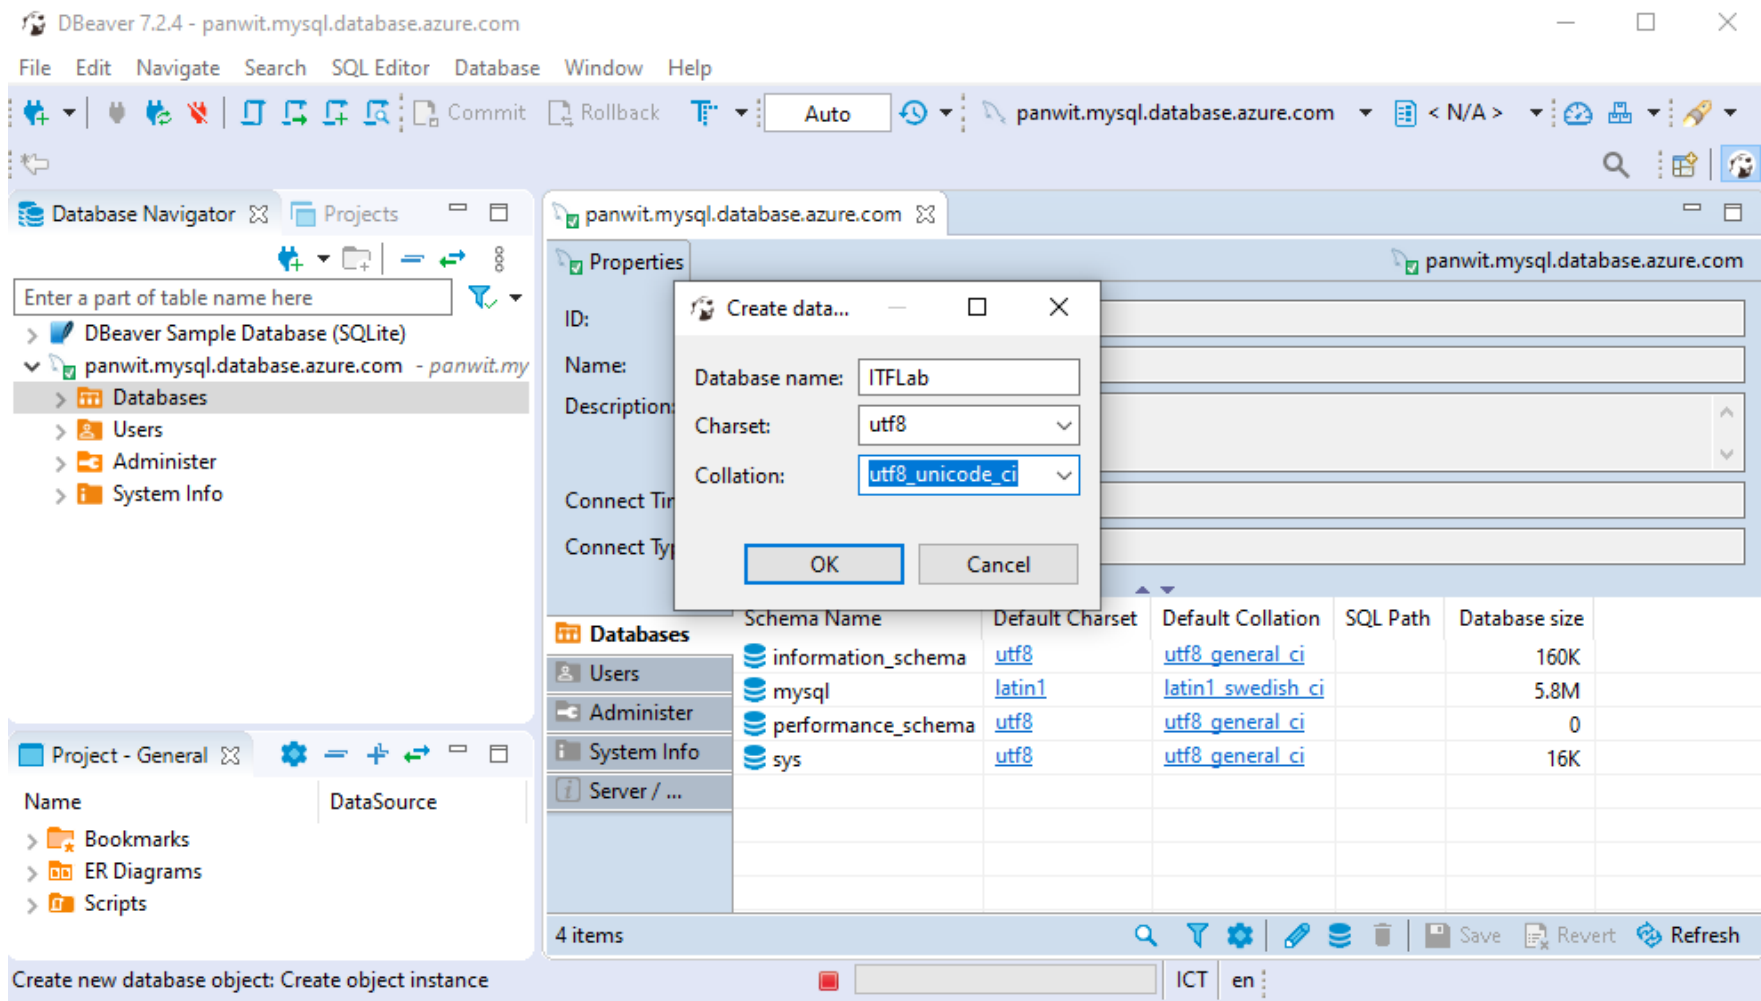 DBeaver 7.2.4 - panwit.mysql.database.azure.com
File Edit Navigate Search SQL Editor Database Window Help
Commit Rollback Auto panwit.mysql.database.azure.com < N/A >
Database Navigator Projects
Enter a part of table name here
DBeaver Sample Database (SQLite)
panwit.mysql.database.azure.com - panwit.my
Databases
Users
Administer
System Info
Project - General
Name DataSource
Bookmarks
ER Diagrams
Scripts
panwit.mysql.database.azure.com
Properties panwit.mysql.database.azure.com
ID:
Name:
Description:
Connect Tir
Connect Typ
Create data...
Database name: ITFLab
Charset: utf8
Collation: utf8_unicode_ci
OK Cancel
Databases
Users
Administer
System Info
Server / ...
Schema Name Default Charset Default Collation SQL Path Database size
information_schema utf8 utf8_general_ci 160K
mysql latin1 latin1_swedish_ci 5.8M
performance_schema utf8 utf8_general_ci 0
sys utf8 utf8_general_ci 16K
4 items Save Revert Refresh
Create new database object: Create object instance ICT en